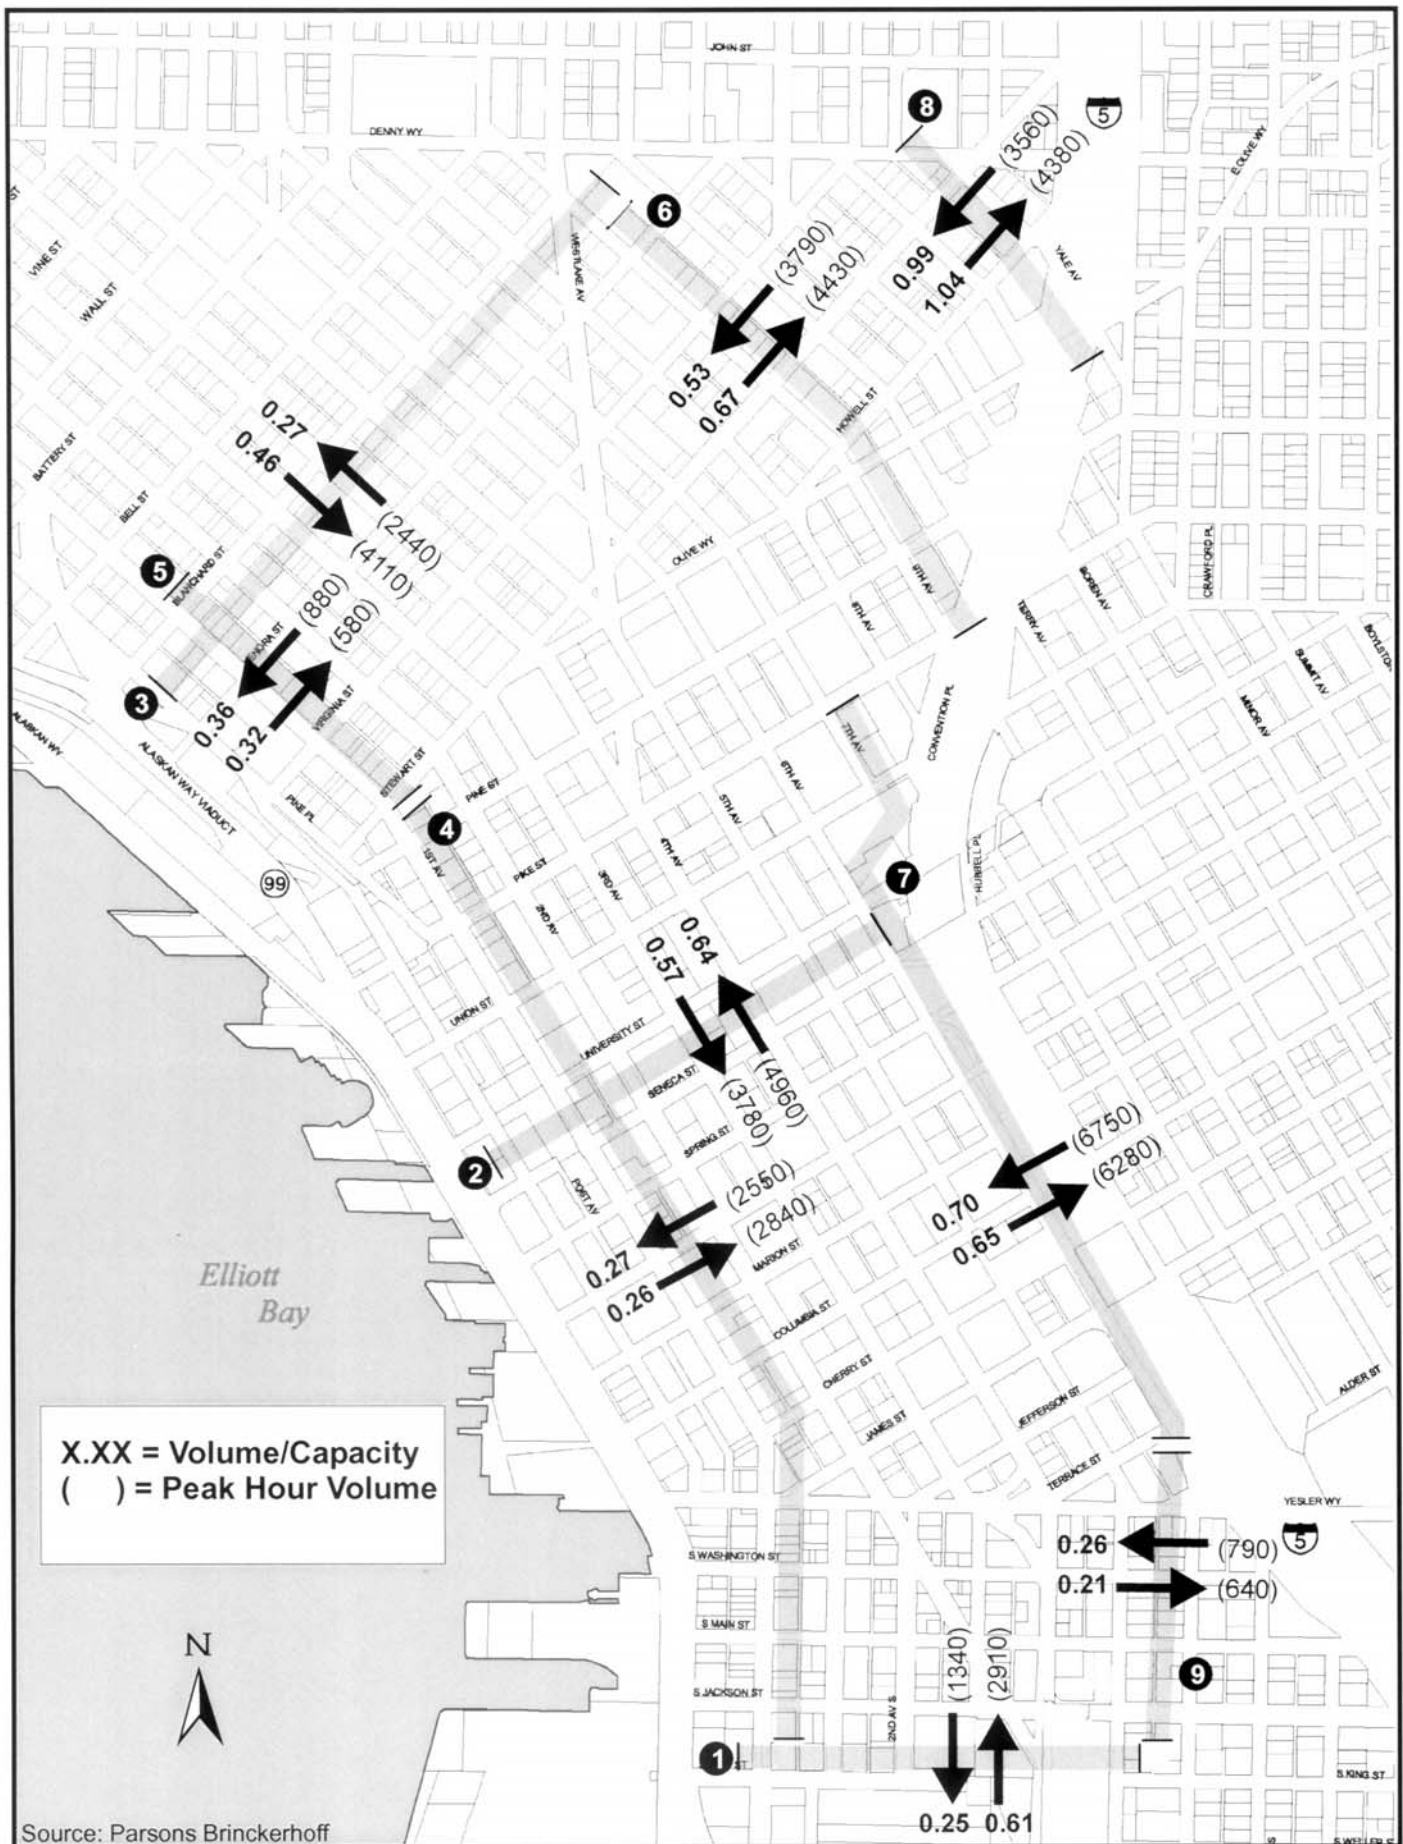 JOHN ST
8
5
(3560)
(4380)
DENNY WY
E OLIVE WY
ST
6
VINE ST
WALL ST
WESTLAKE AV
(3790)
(4430)
0.99
1.04
YALE AV
0.53
0.67
HOWELL ST
0.27
0.46
BATTERY ST
BELL ST
(2440)
(4110)
OLIVE WY
CRAWFORD PL
5
BLANCHARD ST
(880)
(580)
9TH AV
8TH AV
BOREN AV
TERRY AV
BOYLSTON
SUMMIT AV
MINOR AV
3
0.36
0.32
VIRGINIA ST
ALASKAN WY
ALASKAN WAY VIADUCT
STEWART ST
7TH AV
CONVENTION PL
PINE PL
PINE ST
6TH AV
5TH AV
4
1ST AV
4TH AV
PIKE ST
3RD AV
2ND AV
HUBBELL PL
7
99
0.64
0.57
UNION ST
UNIVERSITY ST
SENECA ST
(3780)
(4960)
SPRING ST
2
POST AV
(2550)
(2840)
(6750)
(6280)
0.27
0.26
MARION ST
0.70
0.65
Elliott
Bay
COLUMBIA ST
CHERRY ST
JAMES ST
JEFFERSON ST
ALDER ST
X.XX = Volume/Capacity
( ) = Peak Hour Volume
TERRACE ST
YESLER WY
5
S WASHINGTON ST
0.26
(790)
0.21
(640)
N
S MAIN ST
(1340)
(2910)
9
S JACKSON ST
2ND AV S
1
ST
S KING ST
0.25 0.61
S
S WELLER S
Source: Parsons Brinckerhoff